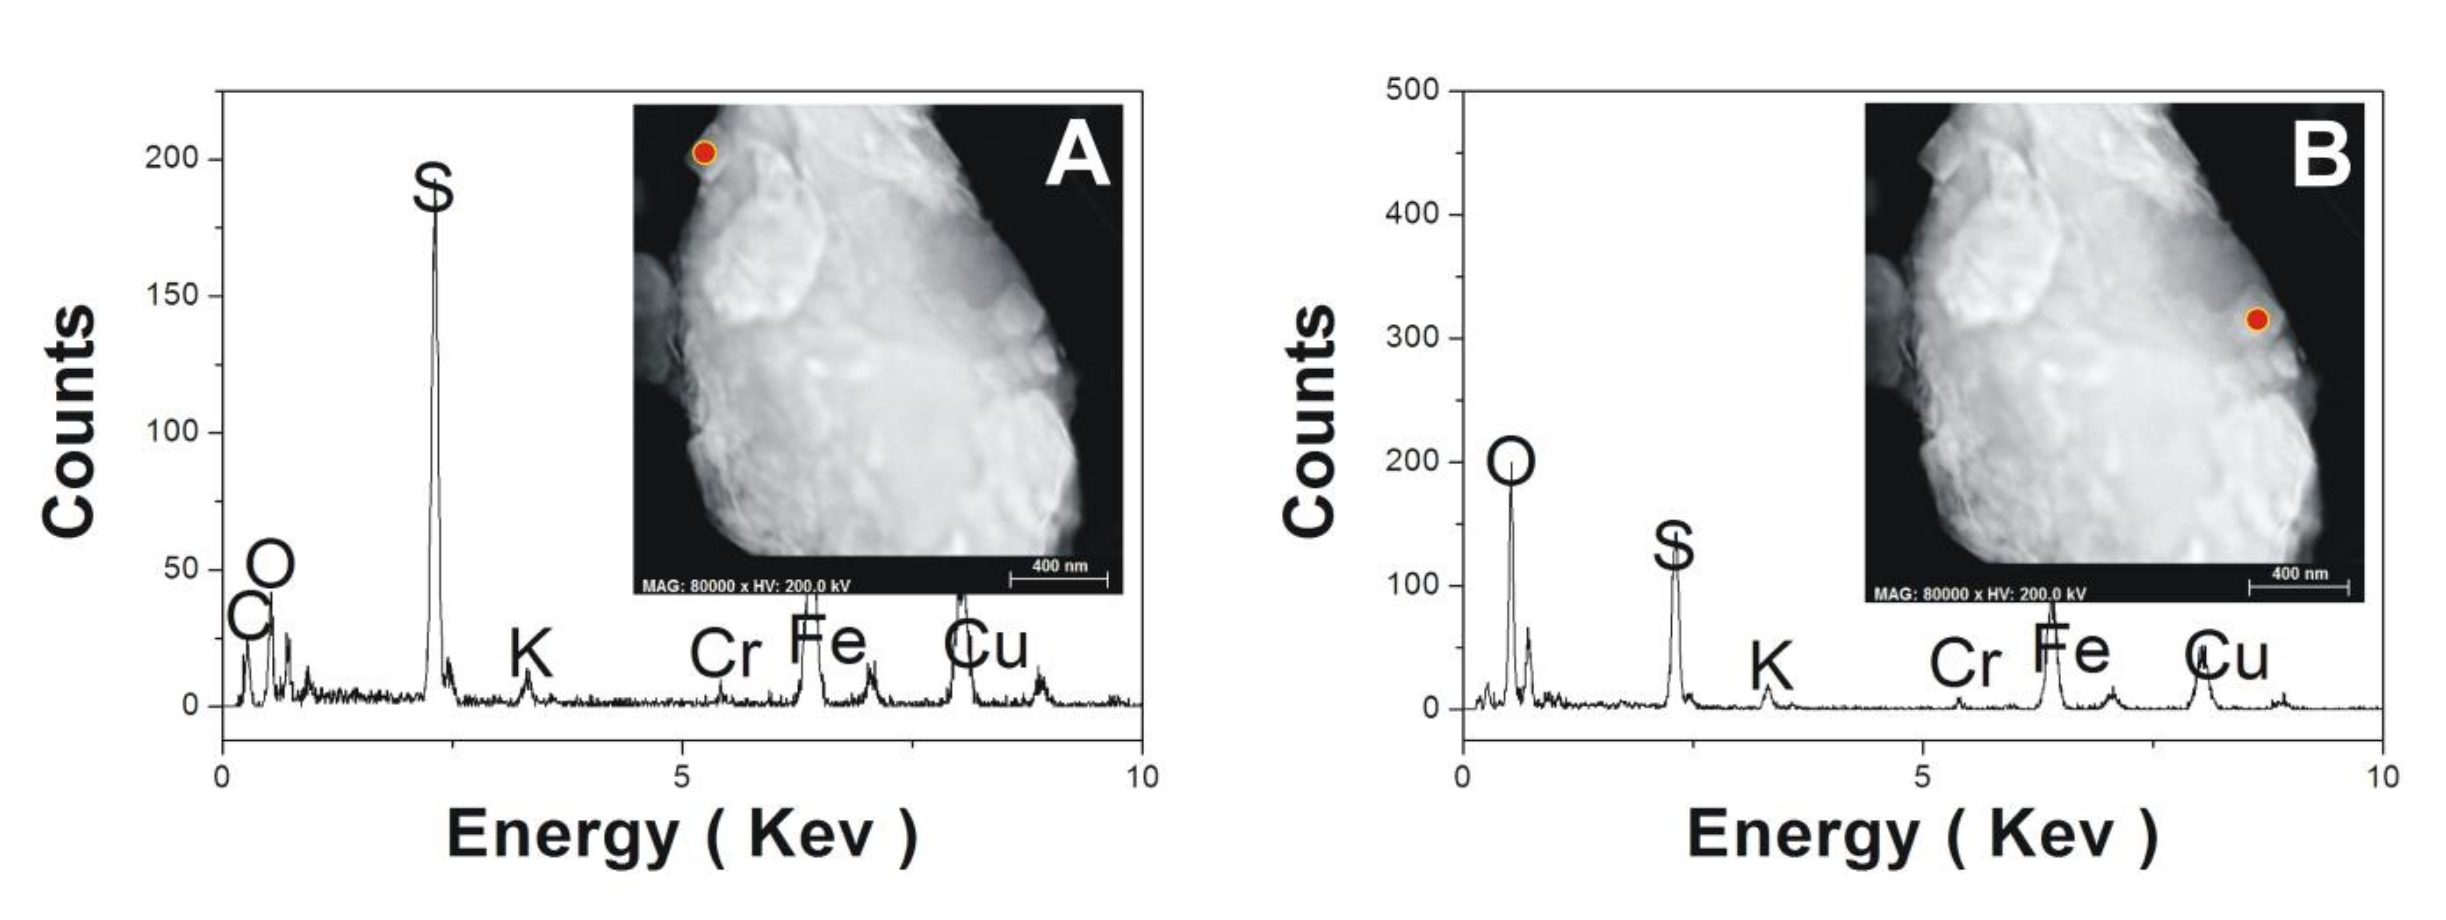 A
200
150
100
50
0
Counts
S
O
C
K
Cr
Fe
Cu
400 nm
MAG: 80000 x HV: 200.0 kV
0
5
10
Energy ( Kev )
B
500
400
300
200
100
0
Counts
O
S
K
Cr
Fe
Cu
400 nm
MAG: 80000 x HV: 200.0 kV
0
5
10
Energy ( Kev )